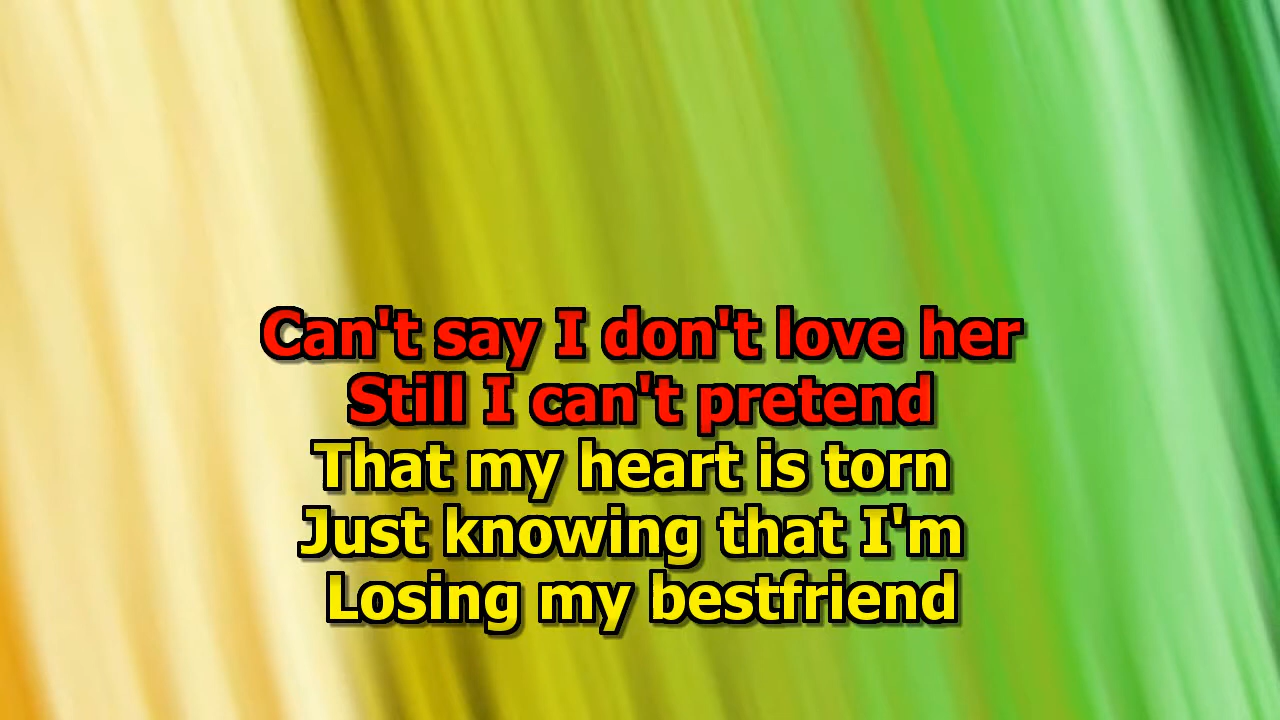 Can't say I don't love her
Still I can't pretend
That my heart is torn
Just knowing that I'm
Losing my bestfriend